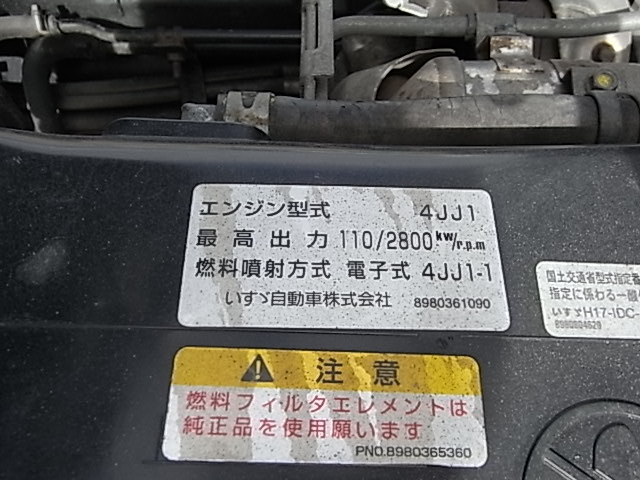 エンジン型式 4JJ1
最高出力 110/2800 kw/r.p.m
燃料噴射方式 電子式 4JJ1-1
いすゞ自動車株式会社 8980361090
国土交通省型式指定番
指定に係わる一酸
いすゞH17-IDC-
8980804629
注意
燃料フィルタエレメントは
純正品を使用願います
PNO.8980365360